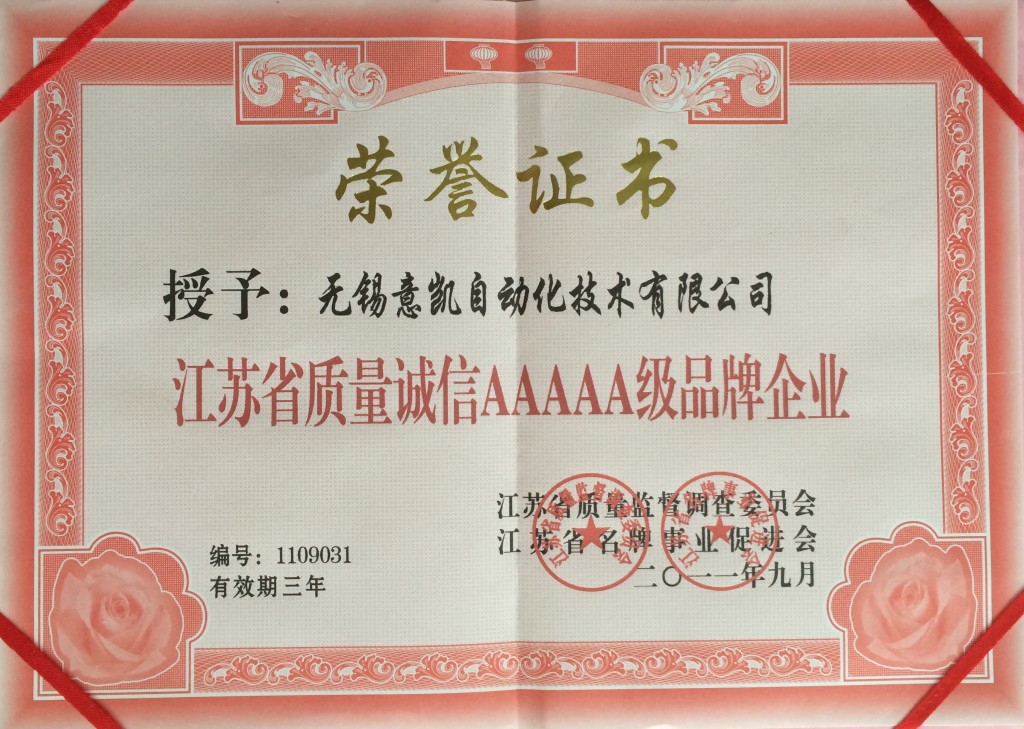 荣誉证书
授予：无锡意凯自动化技术有限公司
江苏省质量诚信AAAAA级品牌企业
江苏省质量监督调查委员会
江苏省名牌事业促进会
二〇一一年九月
编号：1109031
有效期三年